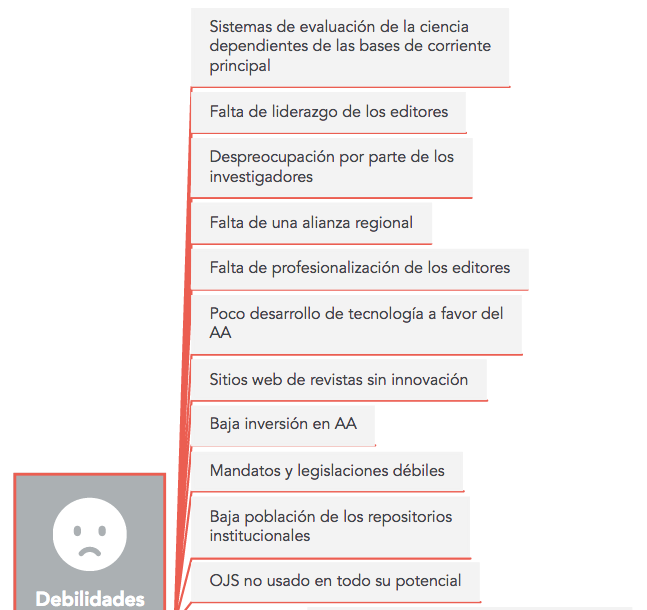 Sistemas de evaluación de la ciencia
dependientes de las bases de corriente
principal
Falta de liderazgo de los editores
Despreocupación por parte de los
investigadores
Falta de una alianza regional
Falta de profesionalización de los editores
Poco desarrollo de tecnología a favor del
AA
Sitios web de revistas sin innovación
Baja inversión en AA
Mandatos y legislaciones débiles
Baja población de los repositorios
institucionales
OJS no usado en todo su potencial
Debilidades